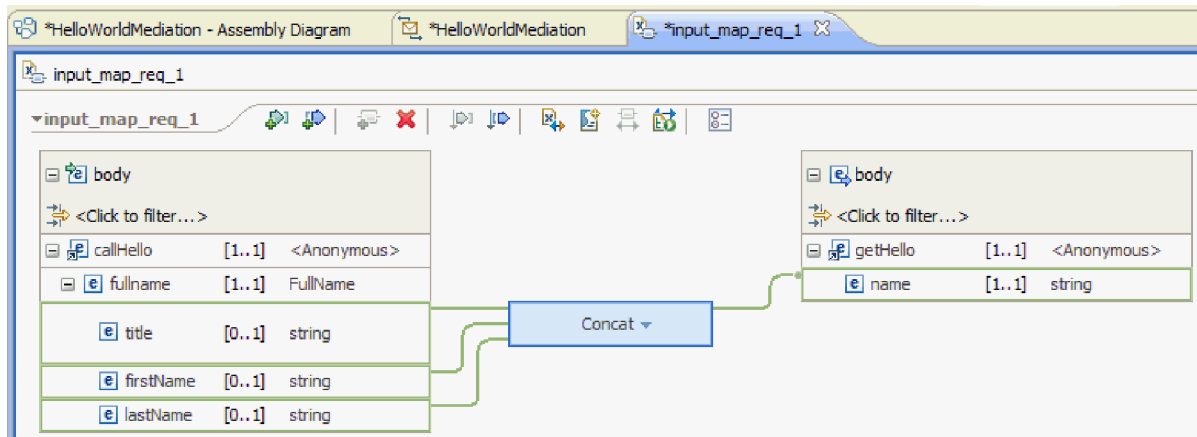 *HelloWorldMediation - Assembly Diagram *HelloWorldMediation *input_map_req_1
input_map_req_1
input_map_req_1
body
<Click to filter...>
callHello [1..1] <Anonymous>
fullname [1..1] FullName
title [0..1] string
firstName [0..1] string
lastName [0..1] string
Concat
body
<Click to filter...>
getHello [1..1] <Anonymous>
name [1..1] string